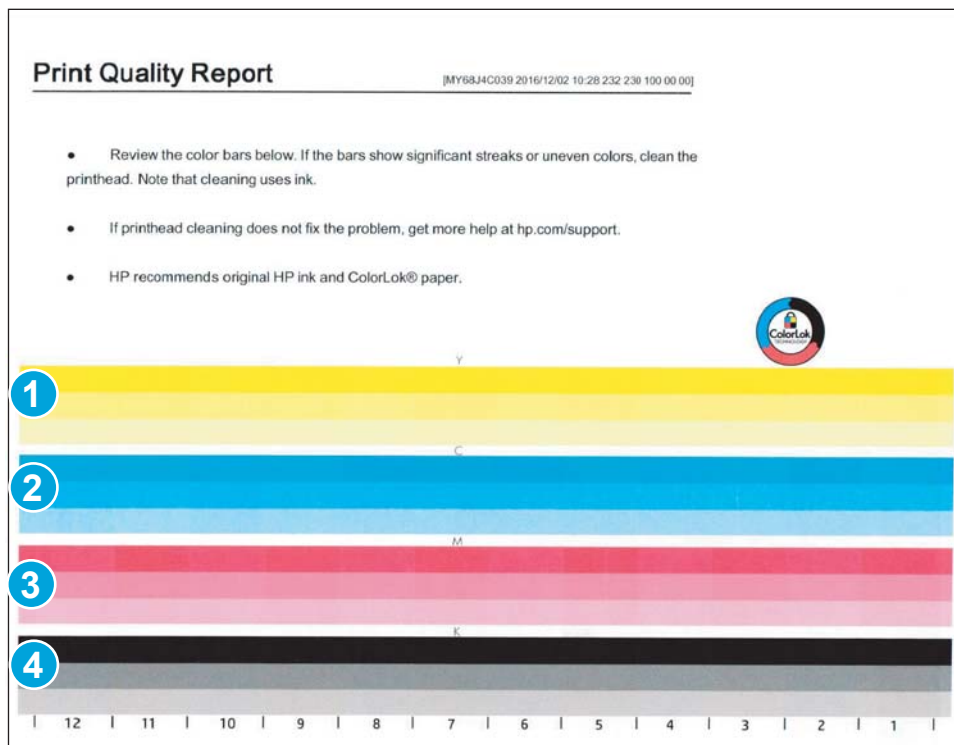 Print Quality Report
[MY68J4C039 2016/12/02 10:28 232 230 100 00 00]
● Review the color bars below. If the bars show significant streaks or uneven colors, clean the
printhead. Note that cleaning uses ink.
● If printhead cleaning does not fix the problem, get more help at hp.com/support.
● HP recommends original HP ink and ColorLok® paper.
ColorLok
TECHNOLOGY
Y
1
C
2
M
3
K
4
| 12 | 11 | 10 | 9 | 8 | 7 | 6 | 5 | 4 | 3 | 2 | 1 |